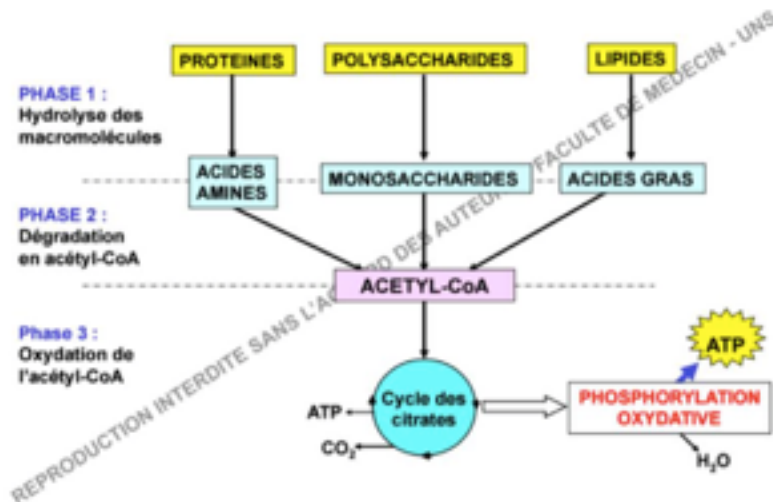 PROTEINES
POLYSACCHARIDES
LIPIDES
PHASE 1 :
Hydrolyse des
macromolécules
ACIDES
AMINES
MONOSACCHARIDES
ACIDES GRAS
PHASE 2 :
Dégradation
en acétyl-CoA
ACETYL-CoA
Phase 3 :
Oxydation de
l'acétyl-CoA
Cycle des
citrates
ATP
CO₂
ATP
PHOSPHORYLATION
OXYDATIVE
H₂O
REPRODUCTION INTERDITE SANS L'ACCORD DES AUTEURS FACULTE DE MEDECIN - UNS